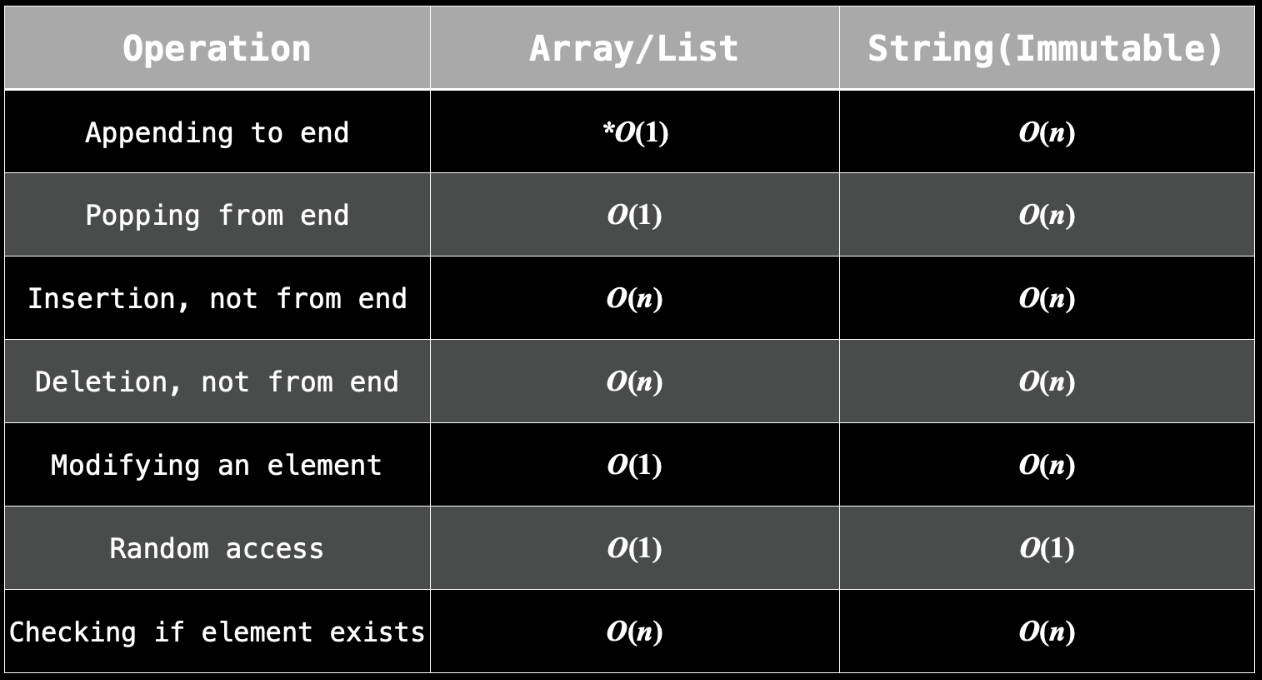 Operation Array/List String(Immutable)
Appending to end *O(1) O(n)
Popping from end O(1) O(n)
Insertion, not from end O(n) O(n)
Deletion, not from end O(n) O(n)
Modifying an element O(1) O(n)
Random access O(1) O(1)
Checking if element exists O(n) O(n)